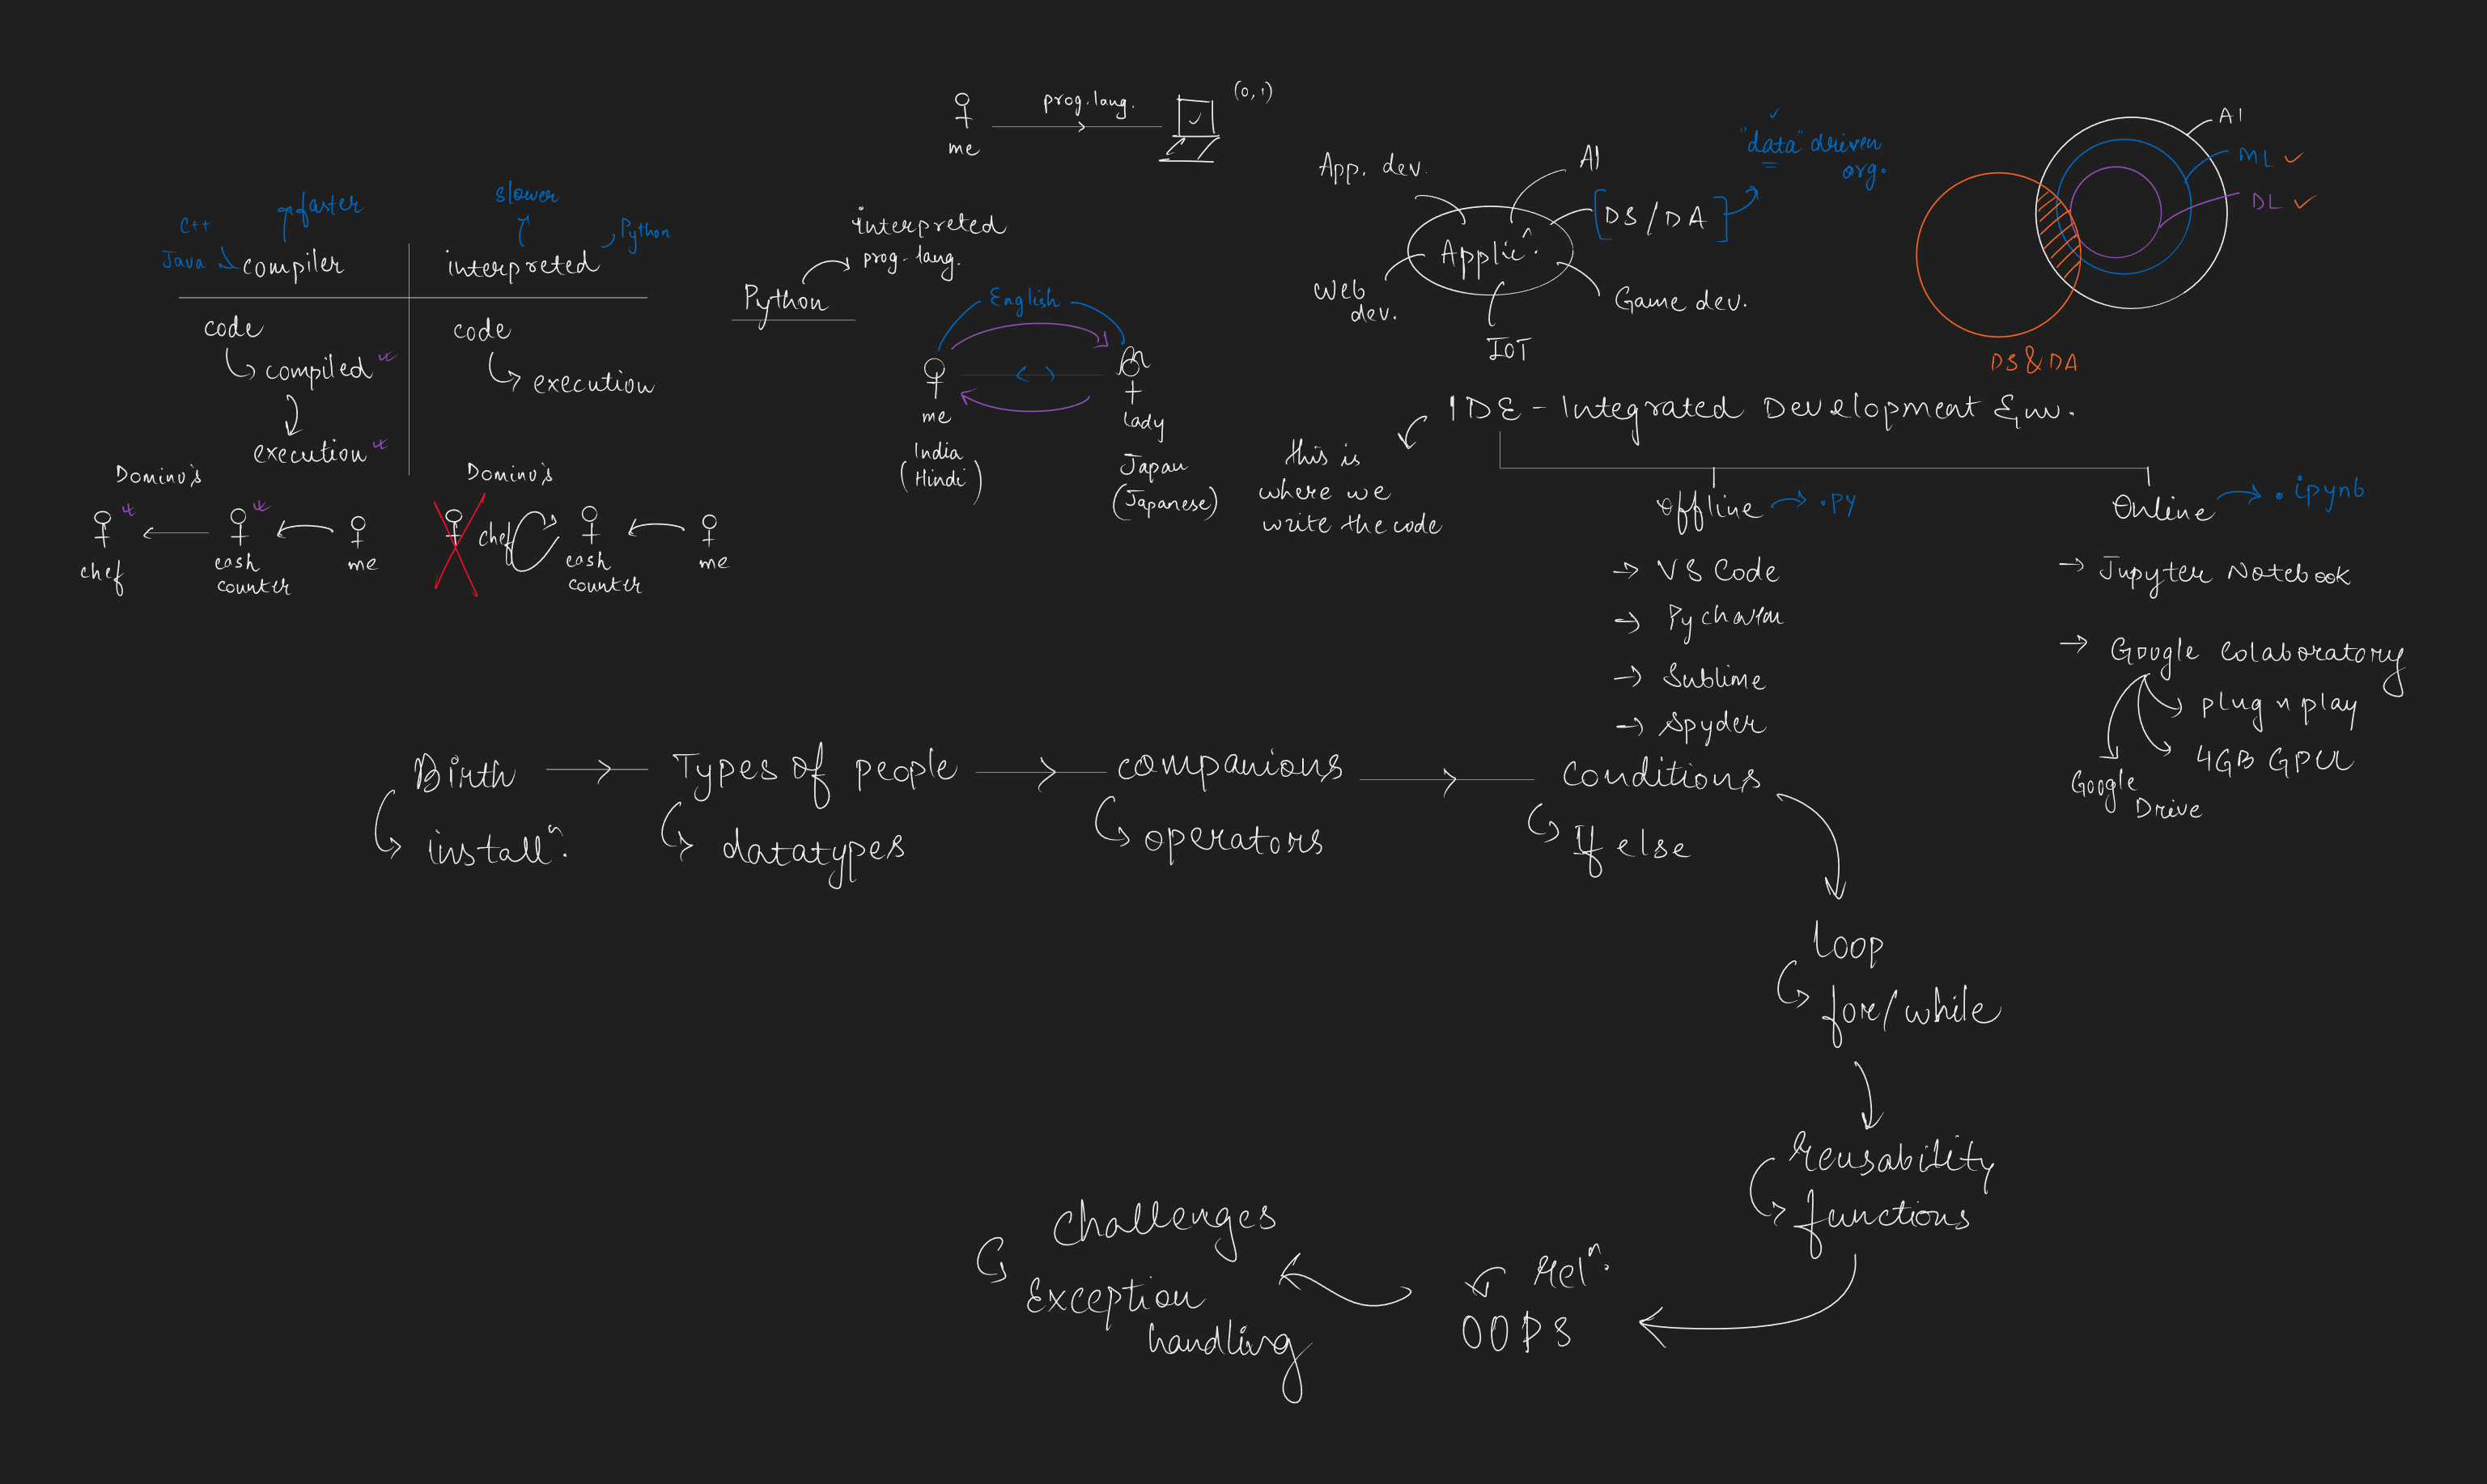 me
prog. lang.
(0, 1)
C++
Java
faster
compiler
slower
interpreted
Python
code
compiled
execution
code
execution
Domino's
chef
cash
counter
me
Domino's
chef
cash
counter
me
Python
interpreted
prog. lang.
English
me
India
(Hindi)
lady
Japan
(Japanese)
App. dev.
AI
[DS/DA]
"data" driven
org.
Applicⁿ.
Web
dev.
IOT
Game dev.
AI
ML
DL
DS & DA
IDE - Integrated Development Env.
this is
where we
write the code
offline
.py
→ VS Code
→ Pycharm
→ Sublime
→ Spyder
Online
.ipynb
→ Jupyter Notebook
→ Google Colaboratory
plug n play
4GB GPU
Google
Drive
Birth
installⁿ.
Types of people
datatypes
companions
operators
conditions
If else
loop
for/while
reusability
functions
relⁿ.
OOPS
challenges
Exception
handling